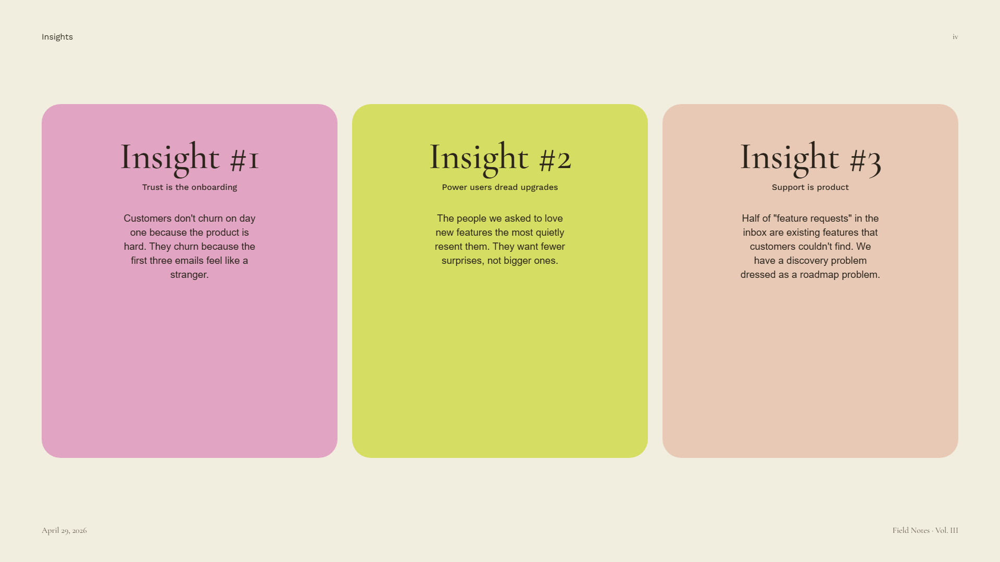 Insights
iv
Insight #1
Trust is the onboarding
Customers don't churn on day
one because the product is
hard. They churn because the
first three emails feel like a
stranger.
Insight #2
Power users dread upgrades
The people we asked to love
new features the most quietly
resent them. They want fewer
surprises, not bigger ones.
Insight #3
Support is product
Half of "feature requests" in the
inbox are existing features that
customers couldn't find. We
have a discovery problem
dressed as a roadmap problem.
April 29, 2026
Field Notes · Vol. III